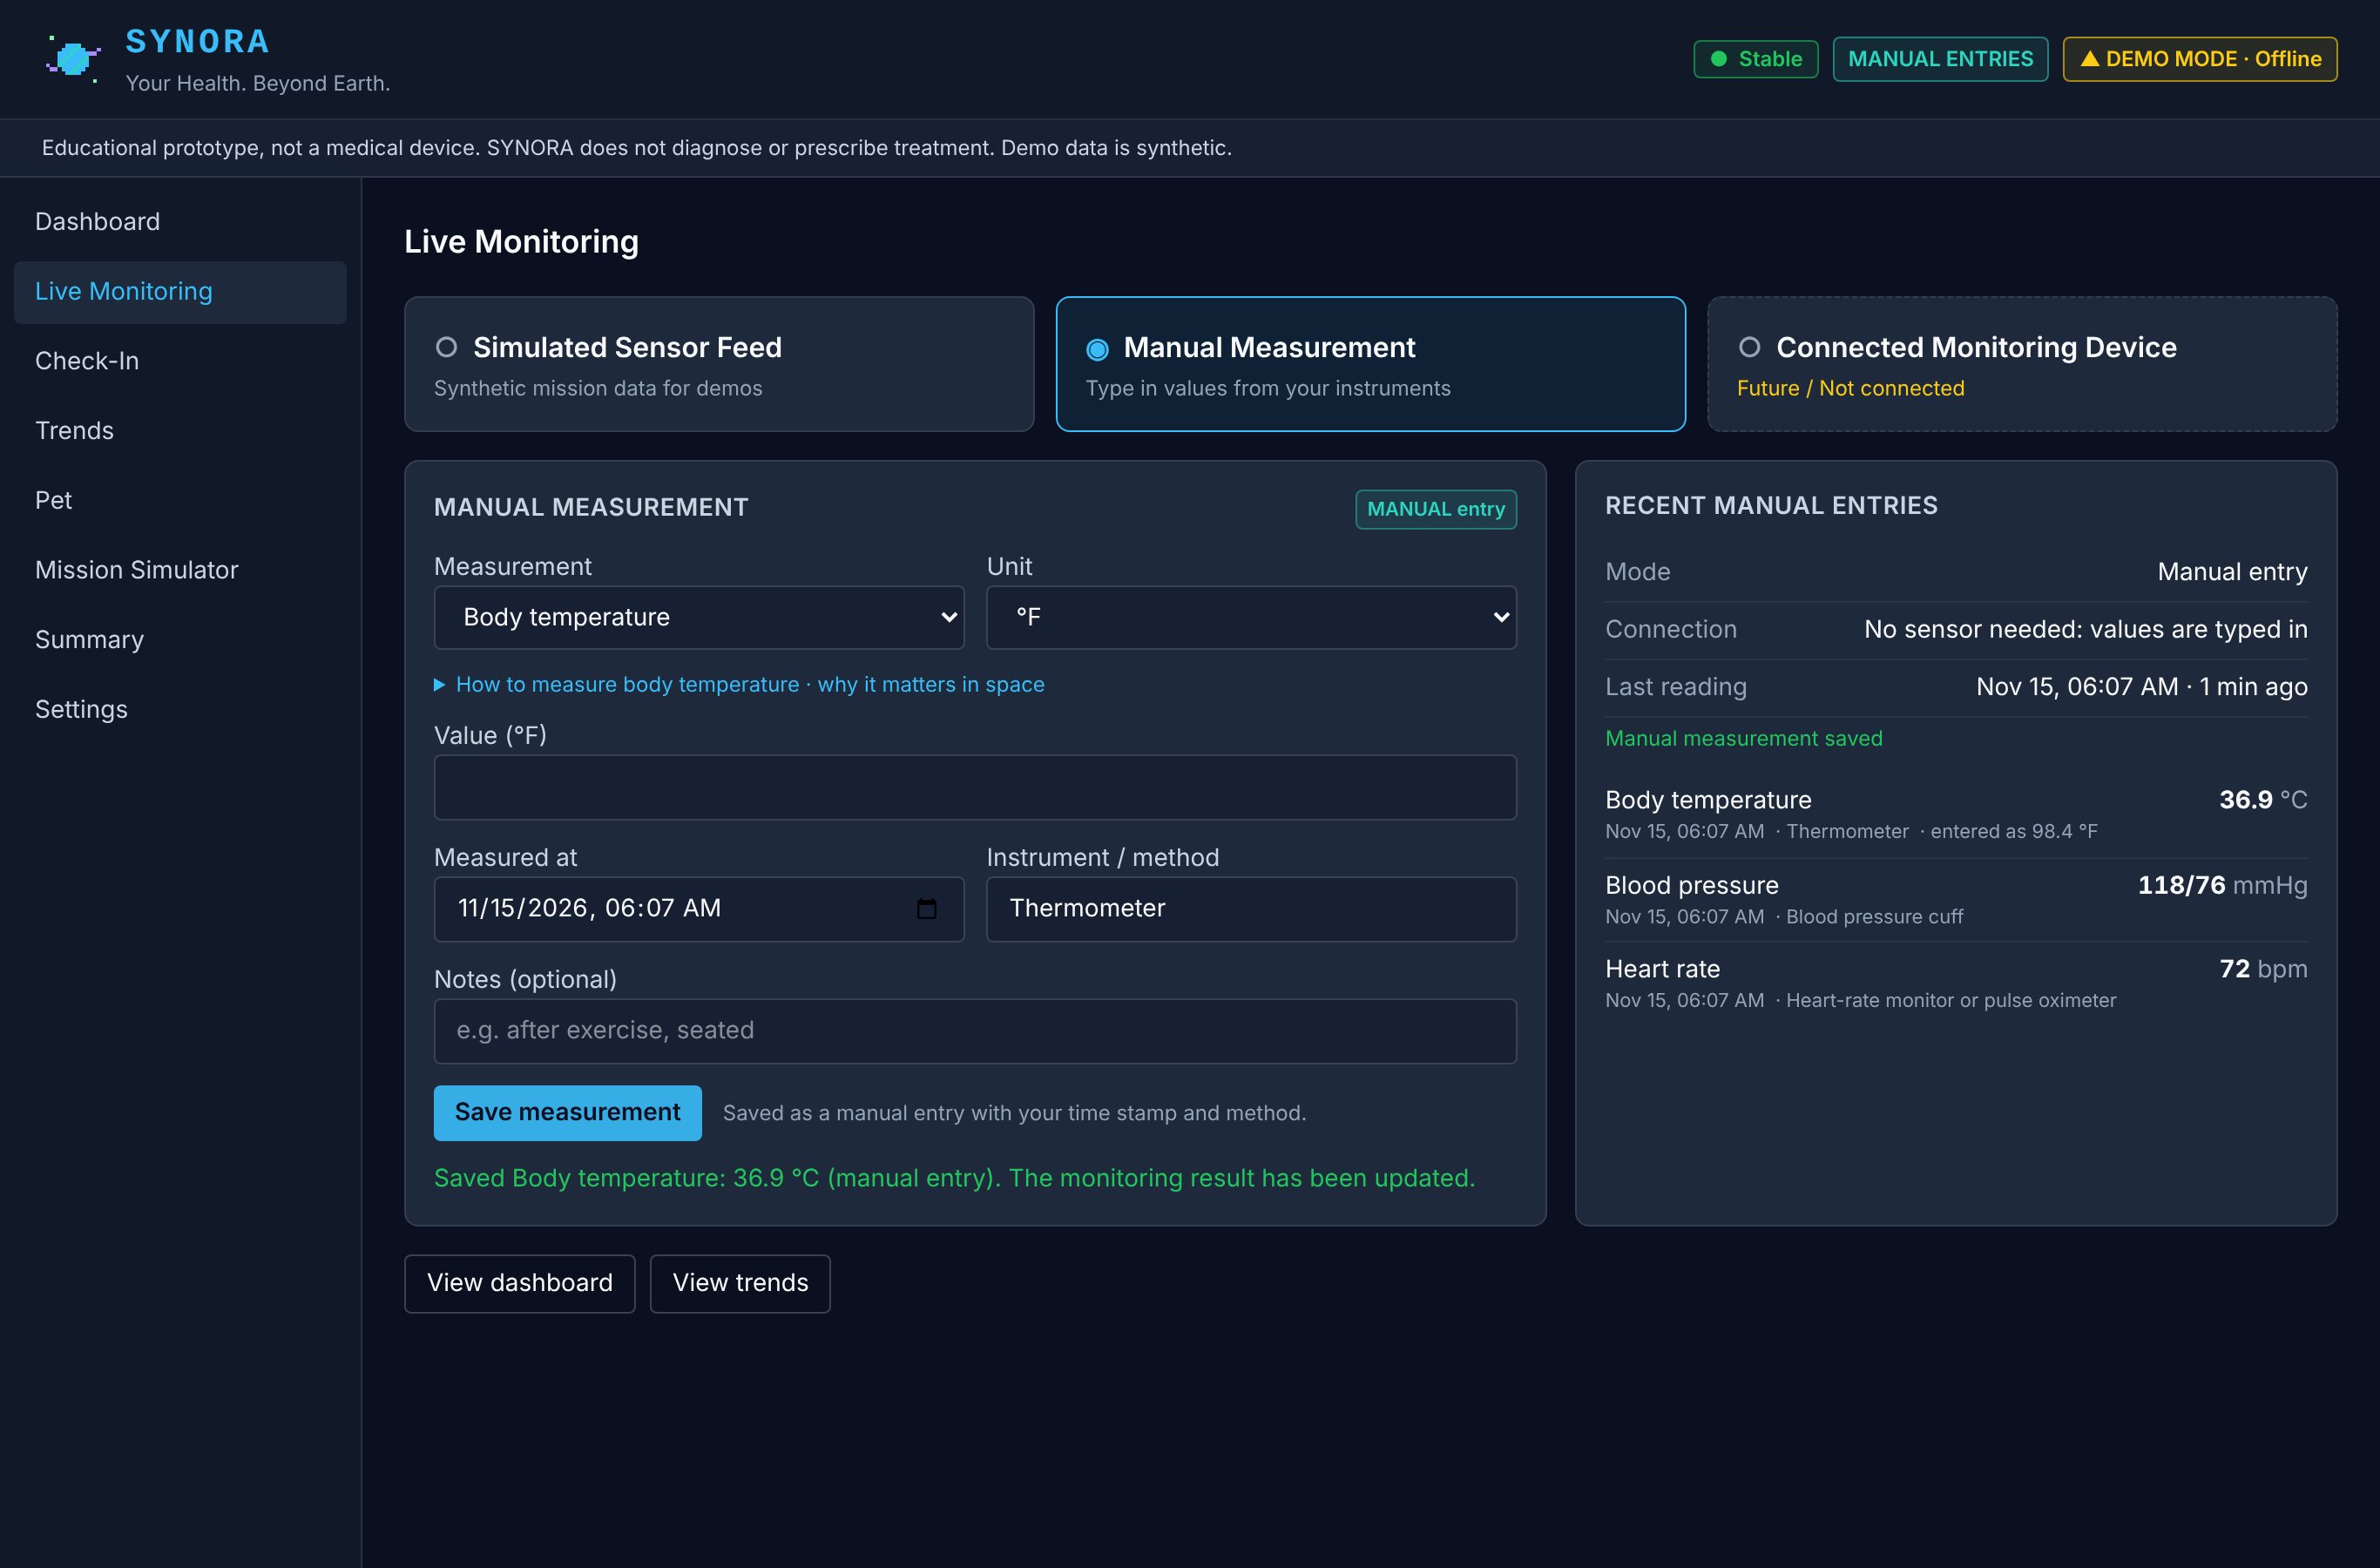 SYNORA
Your Health. Beyond Earth.
Stable
MANUAL ENTRIES
DEMO MODE · Offline
Educational prototype, not a medical device. SYNORA does not diagnose or prescribe treatment. Demo data is synthetic.
Dashboard
Live Monitoring
Check-In
Trends
Pet
Mission Simulator
Summary
Settings
Live Monitoring
Simulated Sensor Feed
Synthetic mission data for demos
Manual Measurement
Type in values from your instruments
Connected Monitoring Device
Future / Not connected
MANUAL MEASUREMENT
MANUAL entry
Measurement
Unit
Body temperature
°F
How to measure body temperature · why it matters in space
Value (°F)
Measured at
Instrument / method
11/15/2026, 06:07 AM
Thermometer
Notes (optional)
e.g. after exercise, seated
Save measurement
Saved as a manual entry with your time stamp and method.
Saved Body temperature: 36.9 °C (manual entry). The monitoring result has been updated.
RECENT MANUAL ENTRIES
Mode Manual entry
Connection No sensor needed: values are typed in
Last reading Nov 15, 06:07 AM · 1 min ago
Manual measurement saved
Body temperature 36.9 °C
Nov 15, 06:07 AM · Thermometer · entered as 98.4 °F
Blood pressure 118/76 mmHg
Nov 15, 06:07 AM · Blood pressure cuff
Heart rate 72 bpm
Nov 15, 06:07 AM · Heart-rate monitor or pulse oximeter
View dashboard
View trends